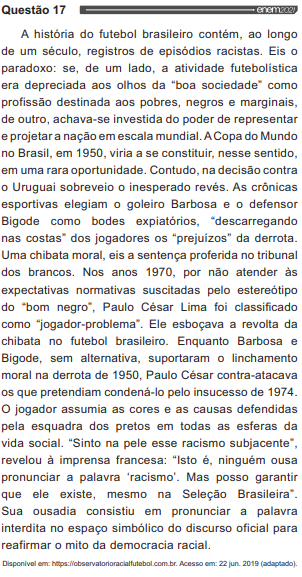 Questão 17 enem2021
A história do futebol brasileiro contém, ao longo
de um século, registros de episódios racistas. Eis o
paradoxo: se, de um lado, a atividade futebolística
era depreciada aos olhos da “boa sociedade” como
profissão destinada aos pobres, negros e marginais,
de outro, achava-se investida do poder de representar
e projetar a nação em escala mundial. A Copa do Mundo
no Brasil, em 1950, viria a se constituir, nesse sentido,
em uma rara oportunidade. Contudo, na decisão contra
o Uruguai sobreveio o inesperado revés. As crônicas
esportivas elegiam o goleiro Barbosa e o defensor
Bigode como bodes expiatórios, “descarregando
nas costas” dos jogadores os “prejuízos” da derrota.
Uma chibata moral, eis a sentença proferida no tribunal
dos brancos. Nos anos 1970, por não atender às
expectativas normativas suscitadas pelo estereótipo
do “bom negro”, Paulo César Lima foi classificado
como “jogador-problema”. Ele esboçava a revolta da
chibata no futebol brasileiro. Enquanto Barbosa e
Bigode, sem alternativa, suportaram o linchamento
moral na derrota de 1950, Paulo César contra-atacava
os que pretendiam condená-lo pelo insucesso de 1974.
O jogador assumia as cores e as causas defendidas
pela esquadra dos pretos em todas as esferas da
vida social. “Sinto na pele esse racismo subjacente”,
revelou à imprensa francesa: “Isto é, ninguém ousa
pronunciar a palavra ‘racismo’. Mas posso garantir
que ele existe, mesmo na Seleção Brasileira”.
Sua ousadia consistiu em pronunciar a palavra
interdita no espaço simbólico do discurso oficial para
reafirmar o mito da democracia racial.
Disponível em: https://observatorioracialfutebol.com.br. Acesso em: 22 jun. 2019 (adaptado).